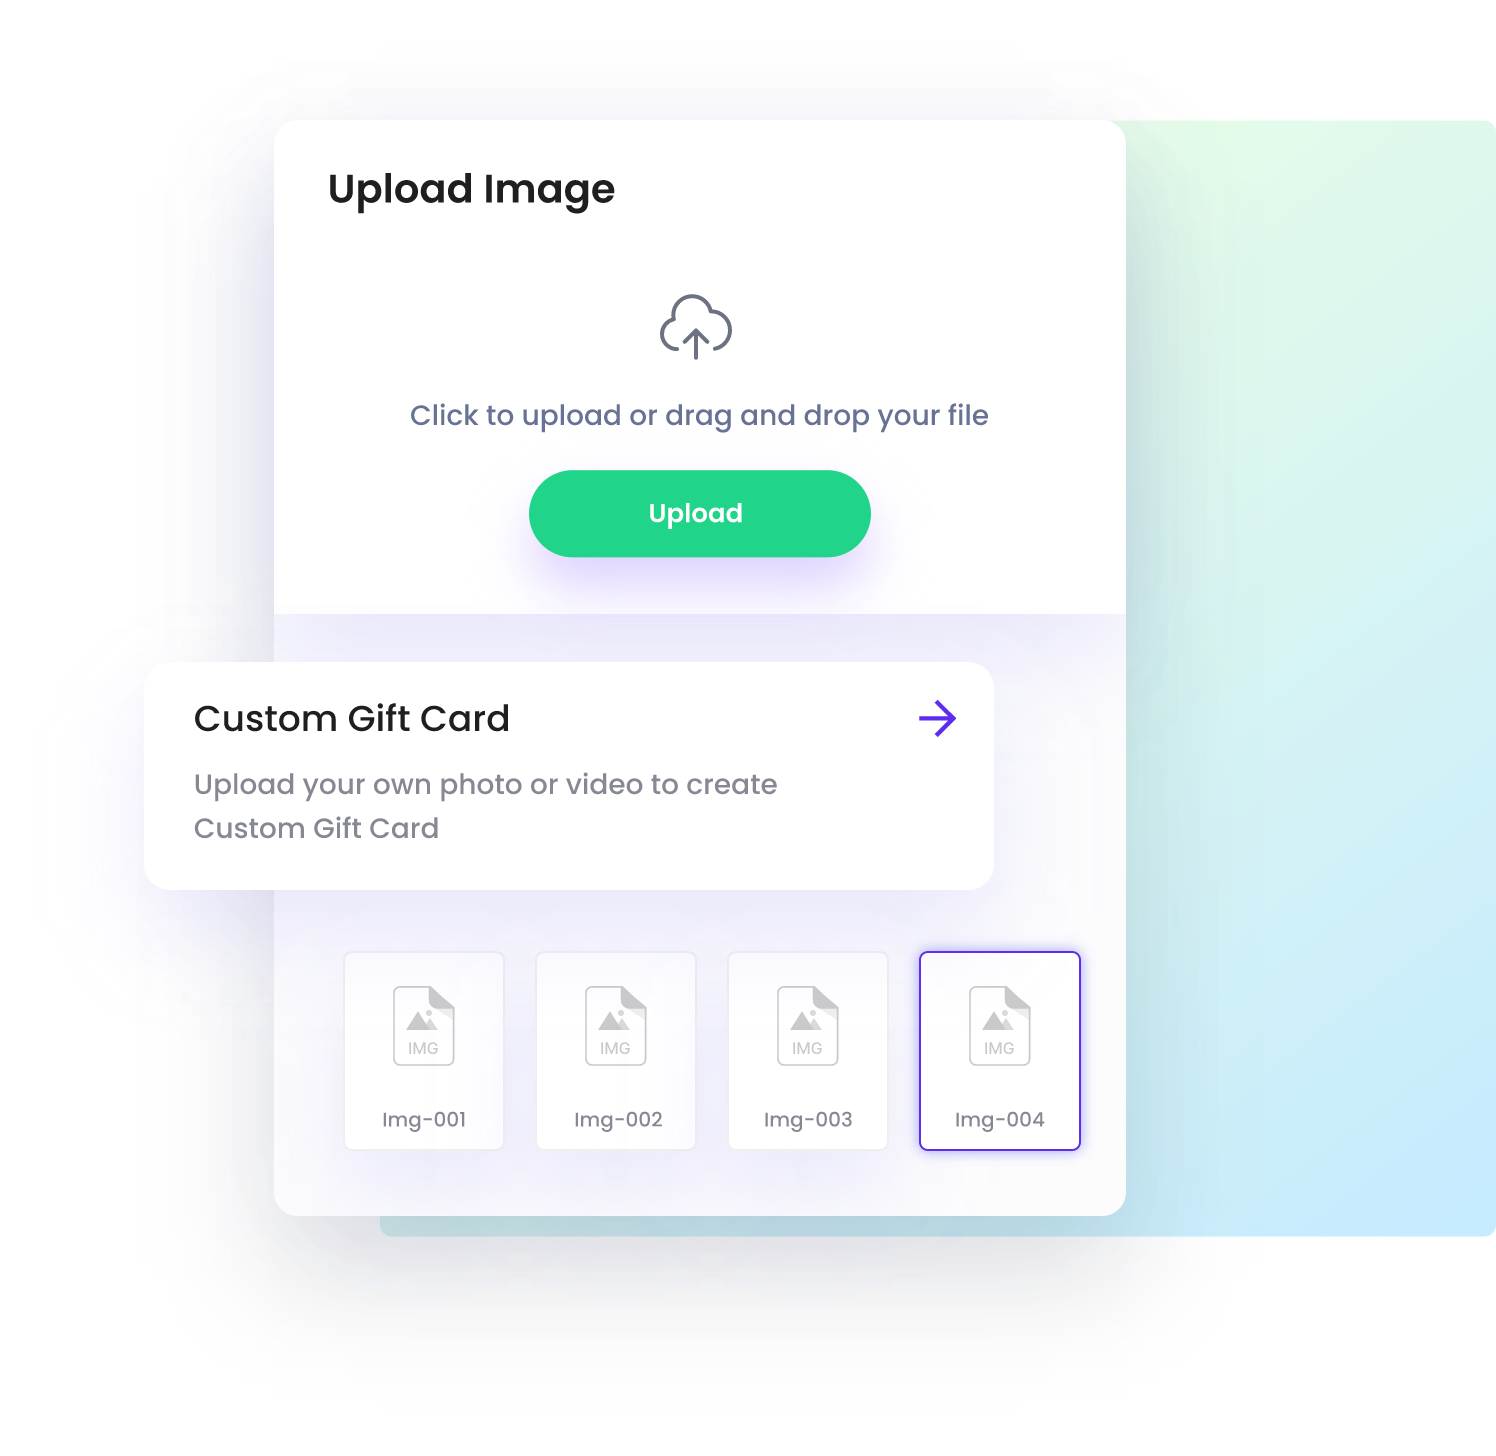 Upload Image
Click to upload or drag and drop your file
Upload
Custom Gift Card
Upload your own photo or video to create
Custom Gift Card
IMG
IMG
IMG
IMG
Img-001
Img-002
Img-003
Img-004